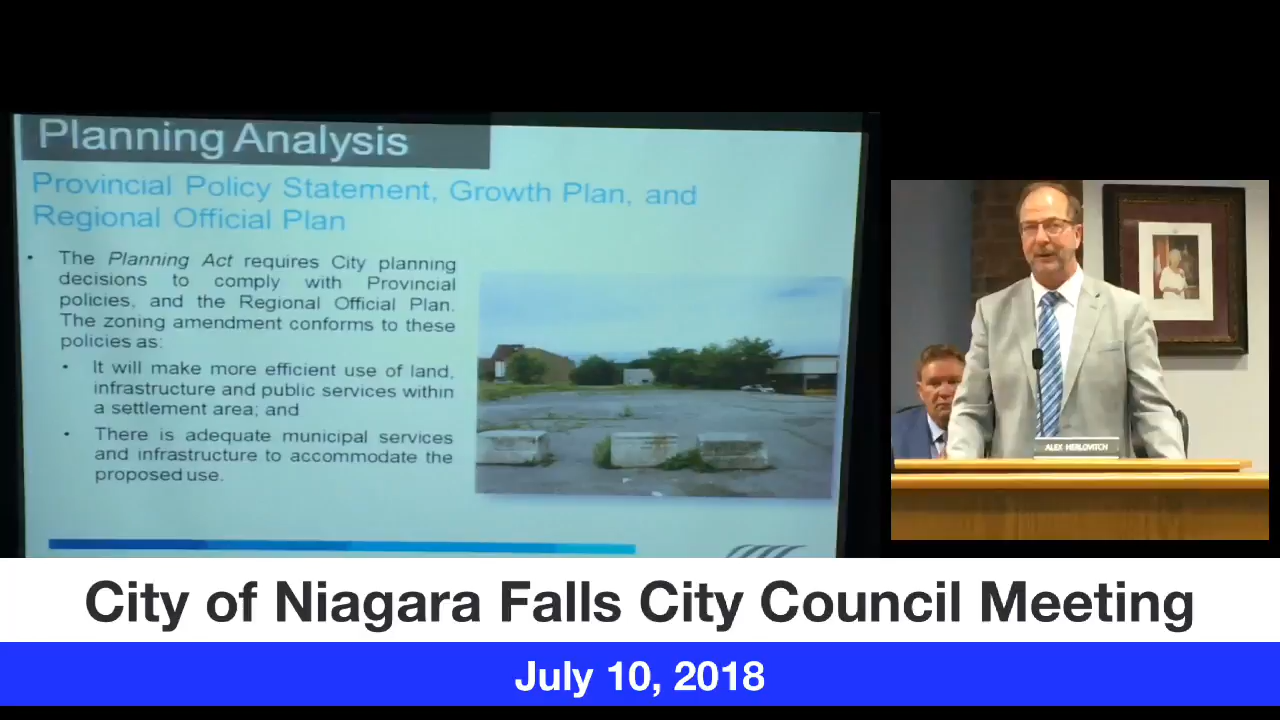 Planning Analysis
Provincial Policy Statement, Growth Plan, and
Regional Official Plan
• The Planning Act requires City planning
decisions to comply with Provincial
policies, and the Regional Official Plan.
The zoning amendment conforms to these
policies as:
• It will make more efficient use of land,
infrastructure and public services within
a settlement area; and
• There is adequate municipal services
and infrastructure to accommodate the
proposed use.
ALEX HERLOVITCH
City of Niagara Falls City Council Meeting
July 10, 2018